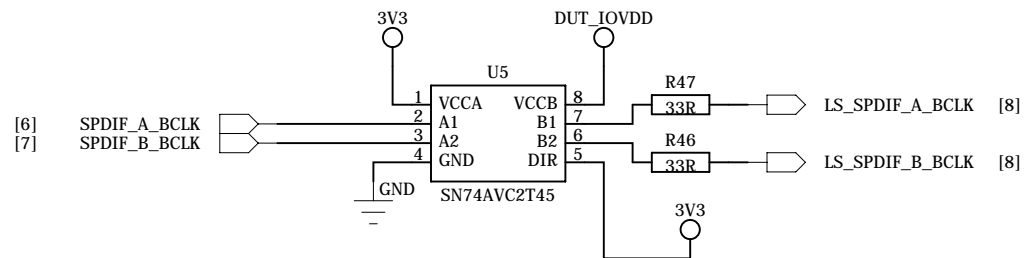 3V3
DUT_IOVDD
U5
R47
1 VCCA VCCB 8
33R
LS_SPDIF_A_BCLK [8]
[6] SPDIF_A_BCLK
2 A1 B1 7
[7] SPDIF_B_BCLK
3 A2 B2 6
R46
4 GND DIR 5
33R
LS_SPDIF_B_BCLK [8]
GND
SN74AVC2T45
3V3